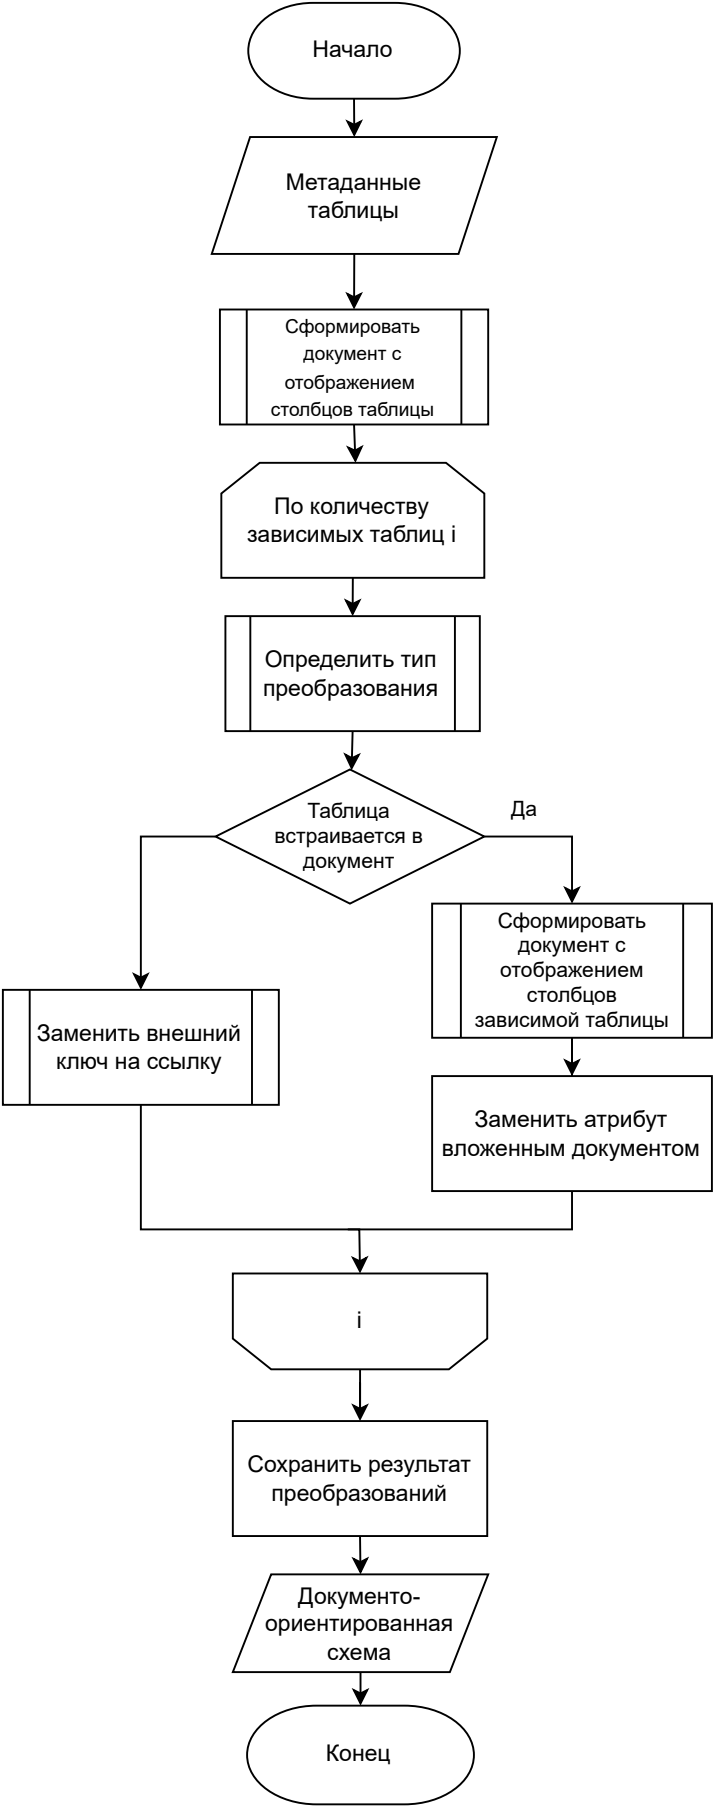 Начало
Метаданные
таблицы
Сформировать
документ с
отображением
столбцов таблицы
По количеству
зависимых таблиц i
Определить тип
преобразования
Таблица
встраивается в
документ
Да
Сформировать
документ с
отображением
столбцов
зависимой таблицы
Заменить внешний
ключ на ссылку
Заменить атрибут
вложенным документом
i
Сохранить результат
преобразований
Документо-
ориентированная
схема
Конец